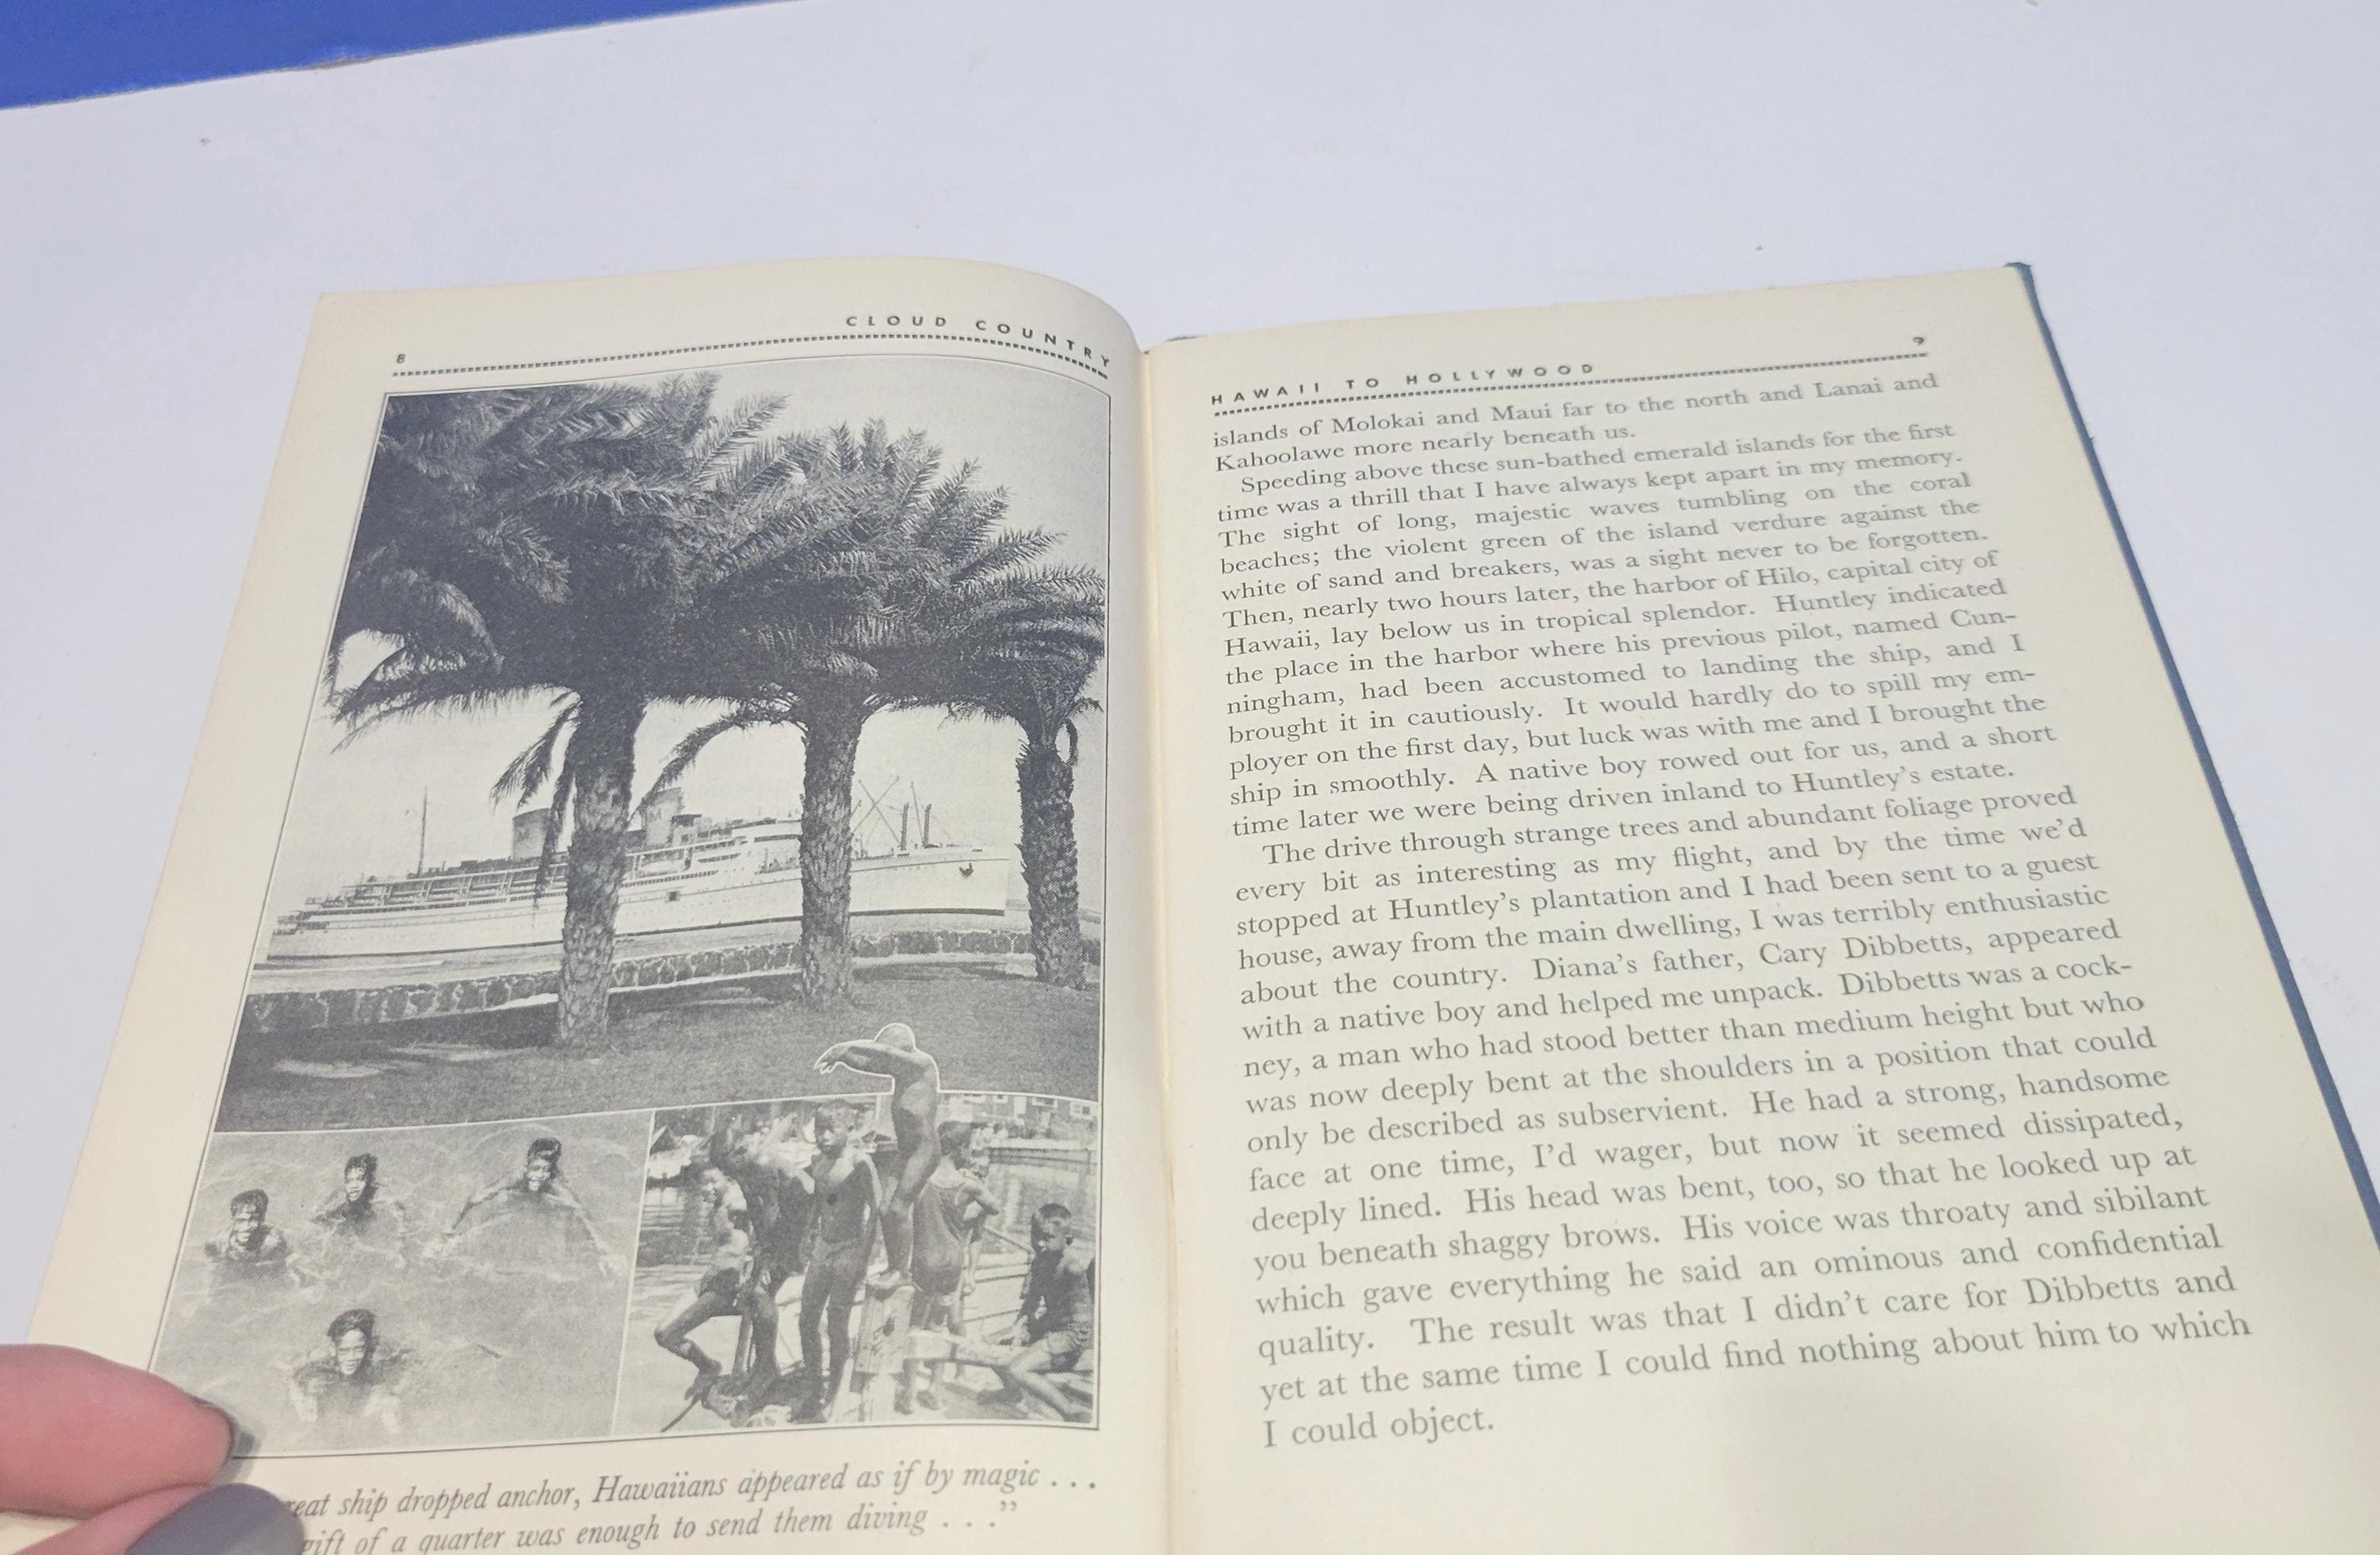 8 CLOUD COUNTRY
reat ship dropped anchor, Hawaiians appeared as if by magic . . .
gift of a quarter was enough to send them diving . . .”
HAWAII TO HOLLYWOOD 9
islands of Molokai and Maui far to the north and Lanai and
Kahoolawe more nearly beneath us.
Speeding above these sun-bathed emerald islands for the first
time was a thrill that I have always kept apart in my memory.
The sight of long, majestic waves tumbling on the coral
beaches; the violent green of the island verdure against the
white of sand and breakers, was a sight never to be forgotten.
Then, nearly two hours later, the harbor of Hilo, capital city of
Hawaii, lay below us in tropical splendor. Huntley indicated
the place in the harbor where his previous pilot, named Cun-
ningham, had been accustomed to landing the ship, and I
brought it in cautiously. It would hardly do to spill my em-
ployer on the first day, but luck was with me and I brought the
ship in smoothly. A native boy rowed out for us, and a short
time later we were being driven inland to Huntley’s estate.
The drive through strange trees and abundant foliage proved
every bit as interesting as my flight, and by the time we’d
stopped at Huntley’s plantation and I had been sent to a guest
house, away from the main dwelling, I was terribly enthusiastic
about the country. Diana’s father, Cary Dibbetts, appeared
with a native boy and helped me unpack. Dibbetts was a cock-
ney, a man who had stood better than medium height but who
was now deeply bent at the shoulders in a position that could
only be described as subservient. He had a strong, handsome
face at one time, I’d wager, but now it seemed dissipated,
deeply lined. His head was bent, too, so that he looked up at
you beneath shaggy brows. His voice was throaty and sibilant
which gave everything he said an ominous and confidential
quality. The result was that I didn’t care for Dibbetts and
yet at the same time I could find nothing about him to which
I could object.